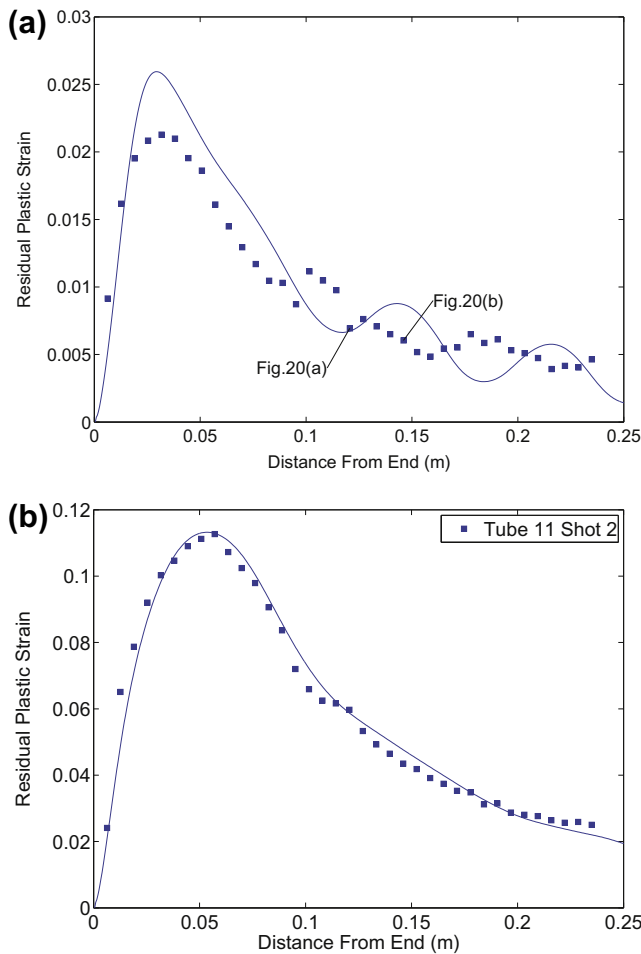 (a)
0.03
0.025
0.02
0.015
0.01
0.005
0
Residual Plastic Strain
Fig.20(b)
Fig.20(a)
0 0.05 0.1 0.15 0.2 0.25
Distance From End (m)
(b)
0.12
0.1
0.08
0.06
0.04
0.02
0
Residual Plastic Strain
Tube 11 Shot 2
0 0.05 0.1 0.15 0.2 0.25
Distance From End (m)